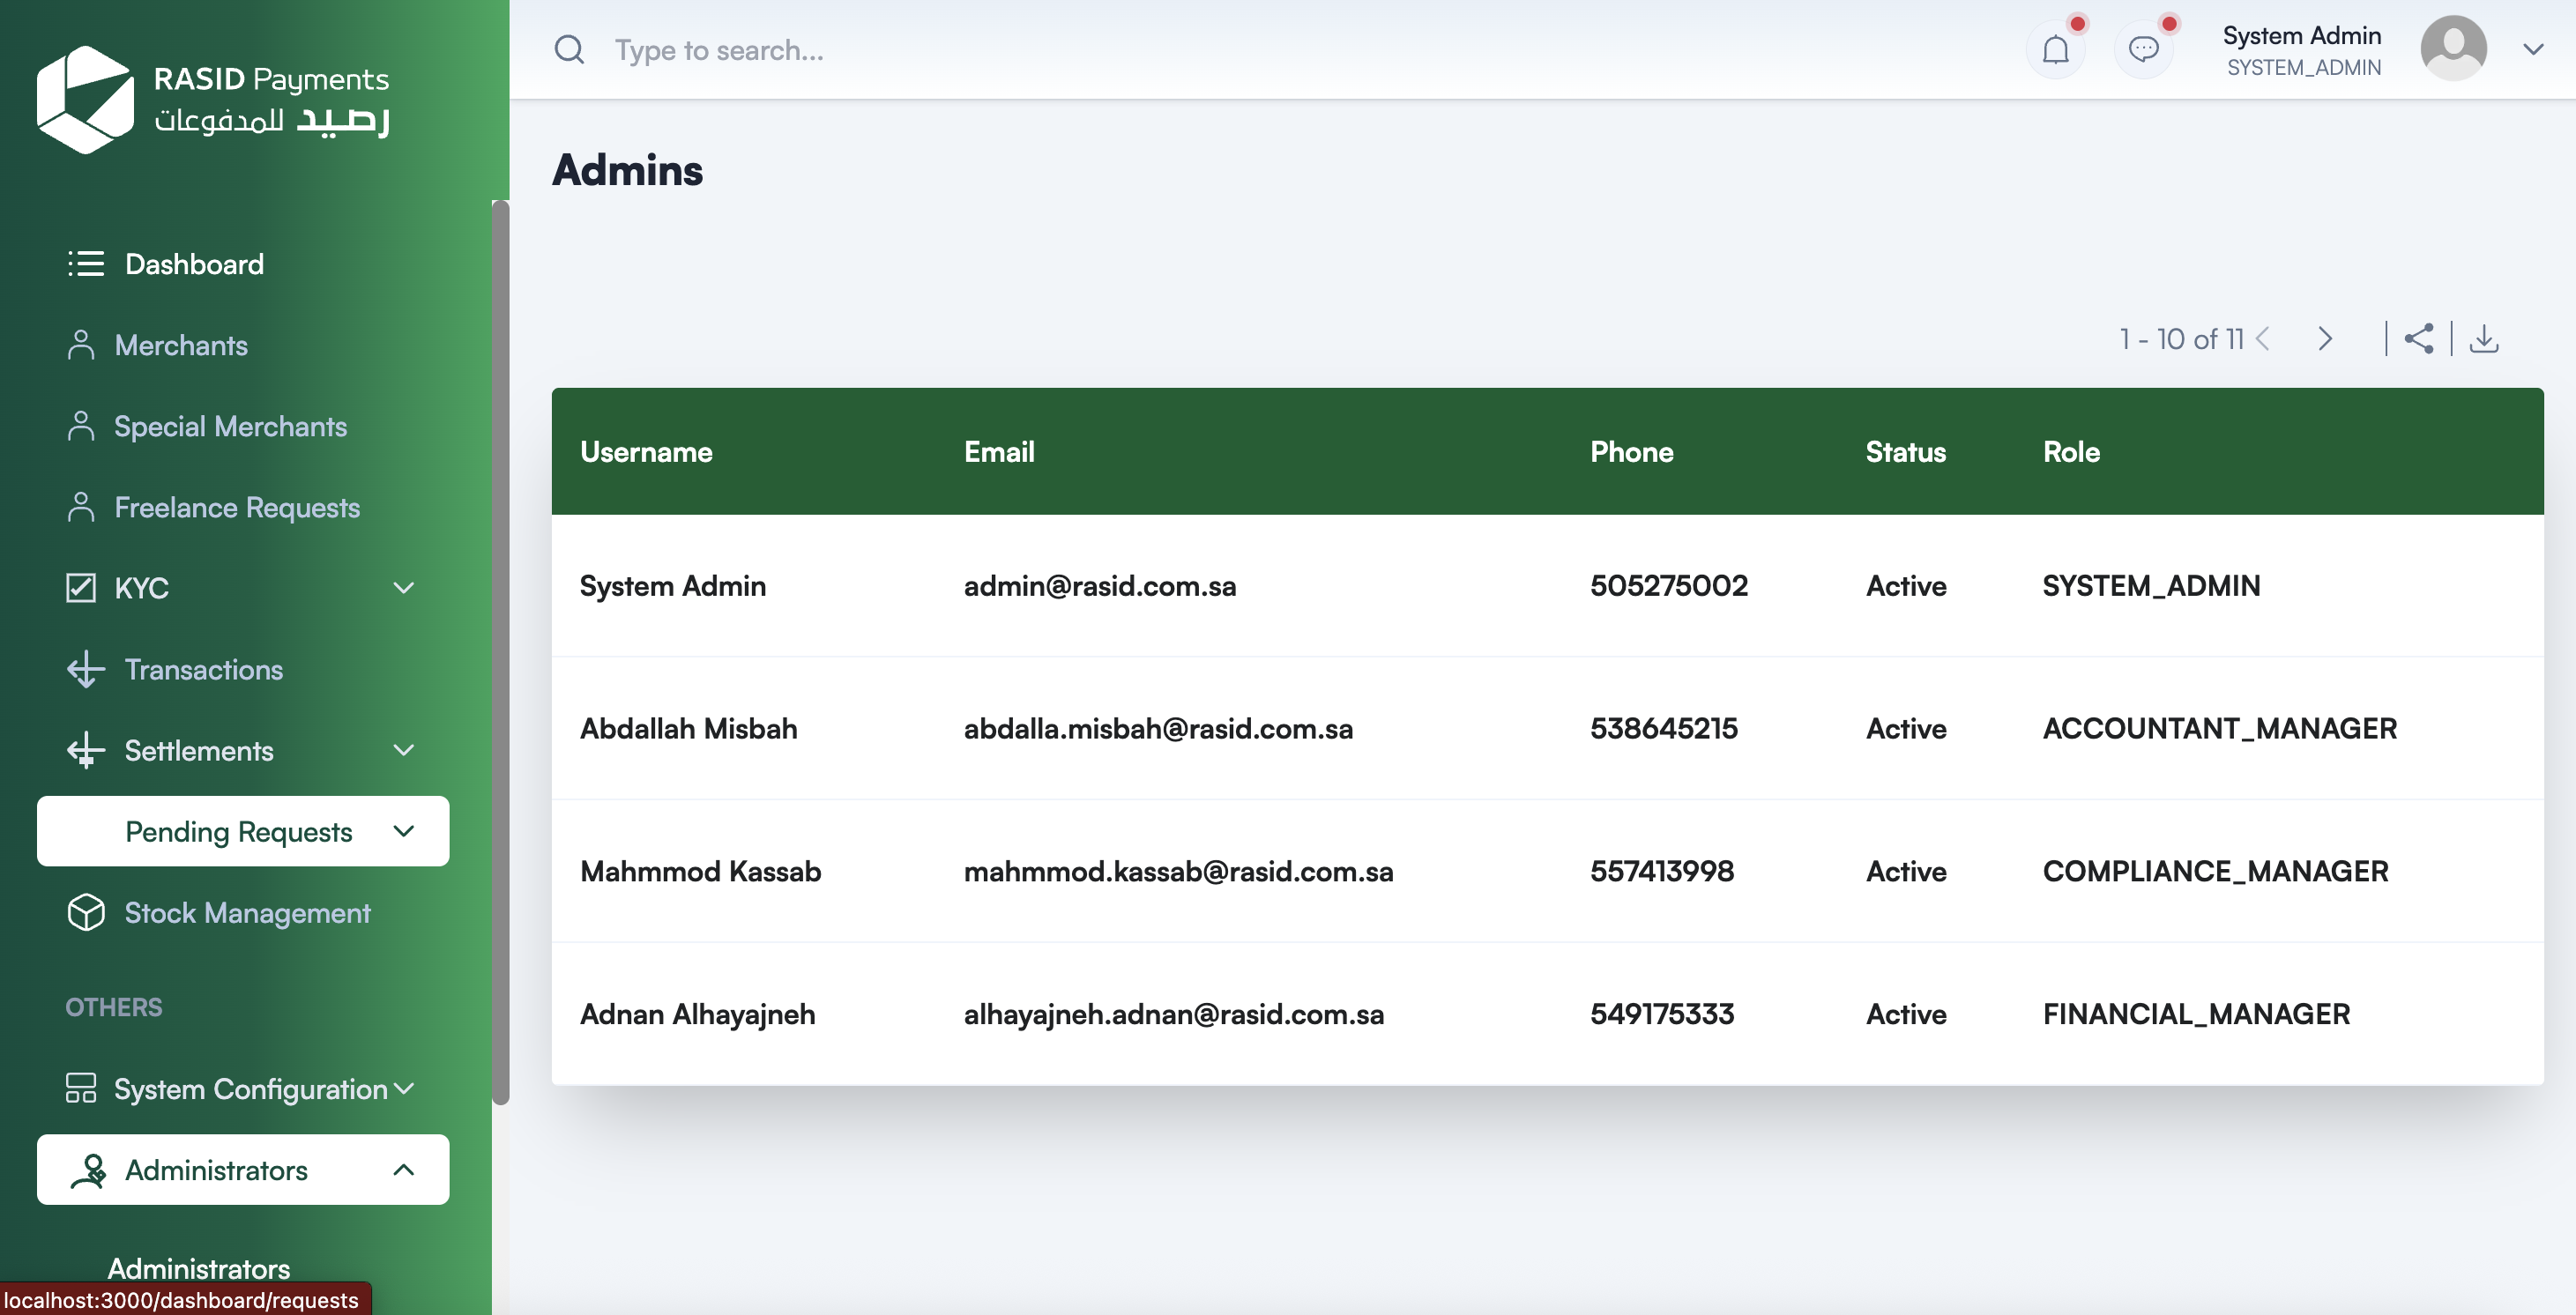 RASID Payments
رصيد للمدفوعات
Dashboard
Merchants
Special Merchants
Freelance Requests
KYC
Transactions
Settlements
Pending Requests
Stock Management
OTHERS
System Configuration
Administrators
Administrators
localhost:3000/dashboard/requests
Type to search...
System Admin
SYSTEM_ADMIN
Admins
1 - 10 of 11
Username Email Phone Status Role
System Admin admin@rasid.com.sa 505275002 Active SYSTEM_ADMIN
Abdallah Misbah abdalla.misbah@rasid.com.sa 538645215 Active ACCOUNTANT_MANAGER
Mahmmod Kassab mahmmod.kassab@rasid.com.sa 557413998 Active COMPLIANCE_MANAGER
Adnan Alhayajneh alhayajneh.adnan@rasid.com.sa 549175333 Active FINANCIAL_MANAGER